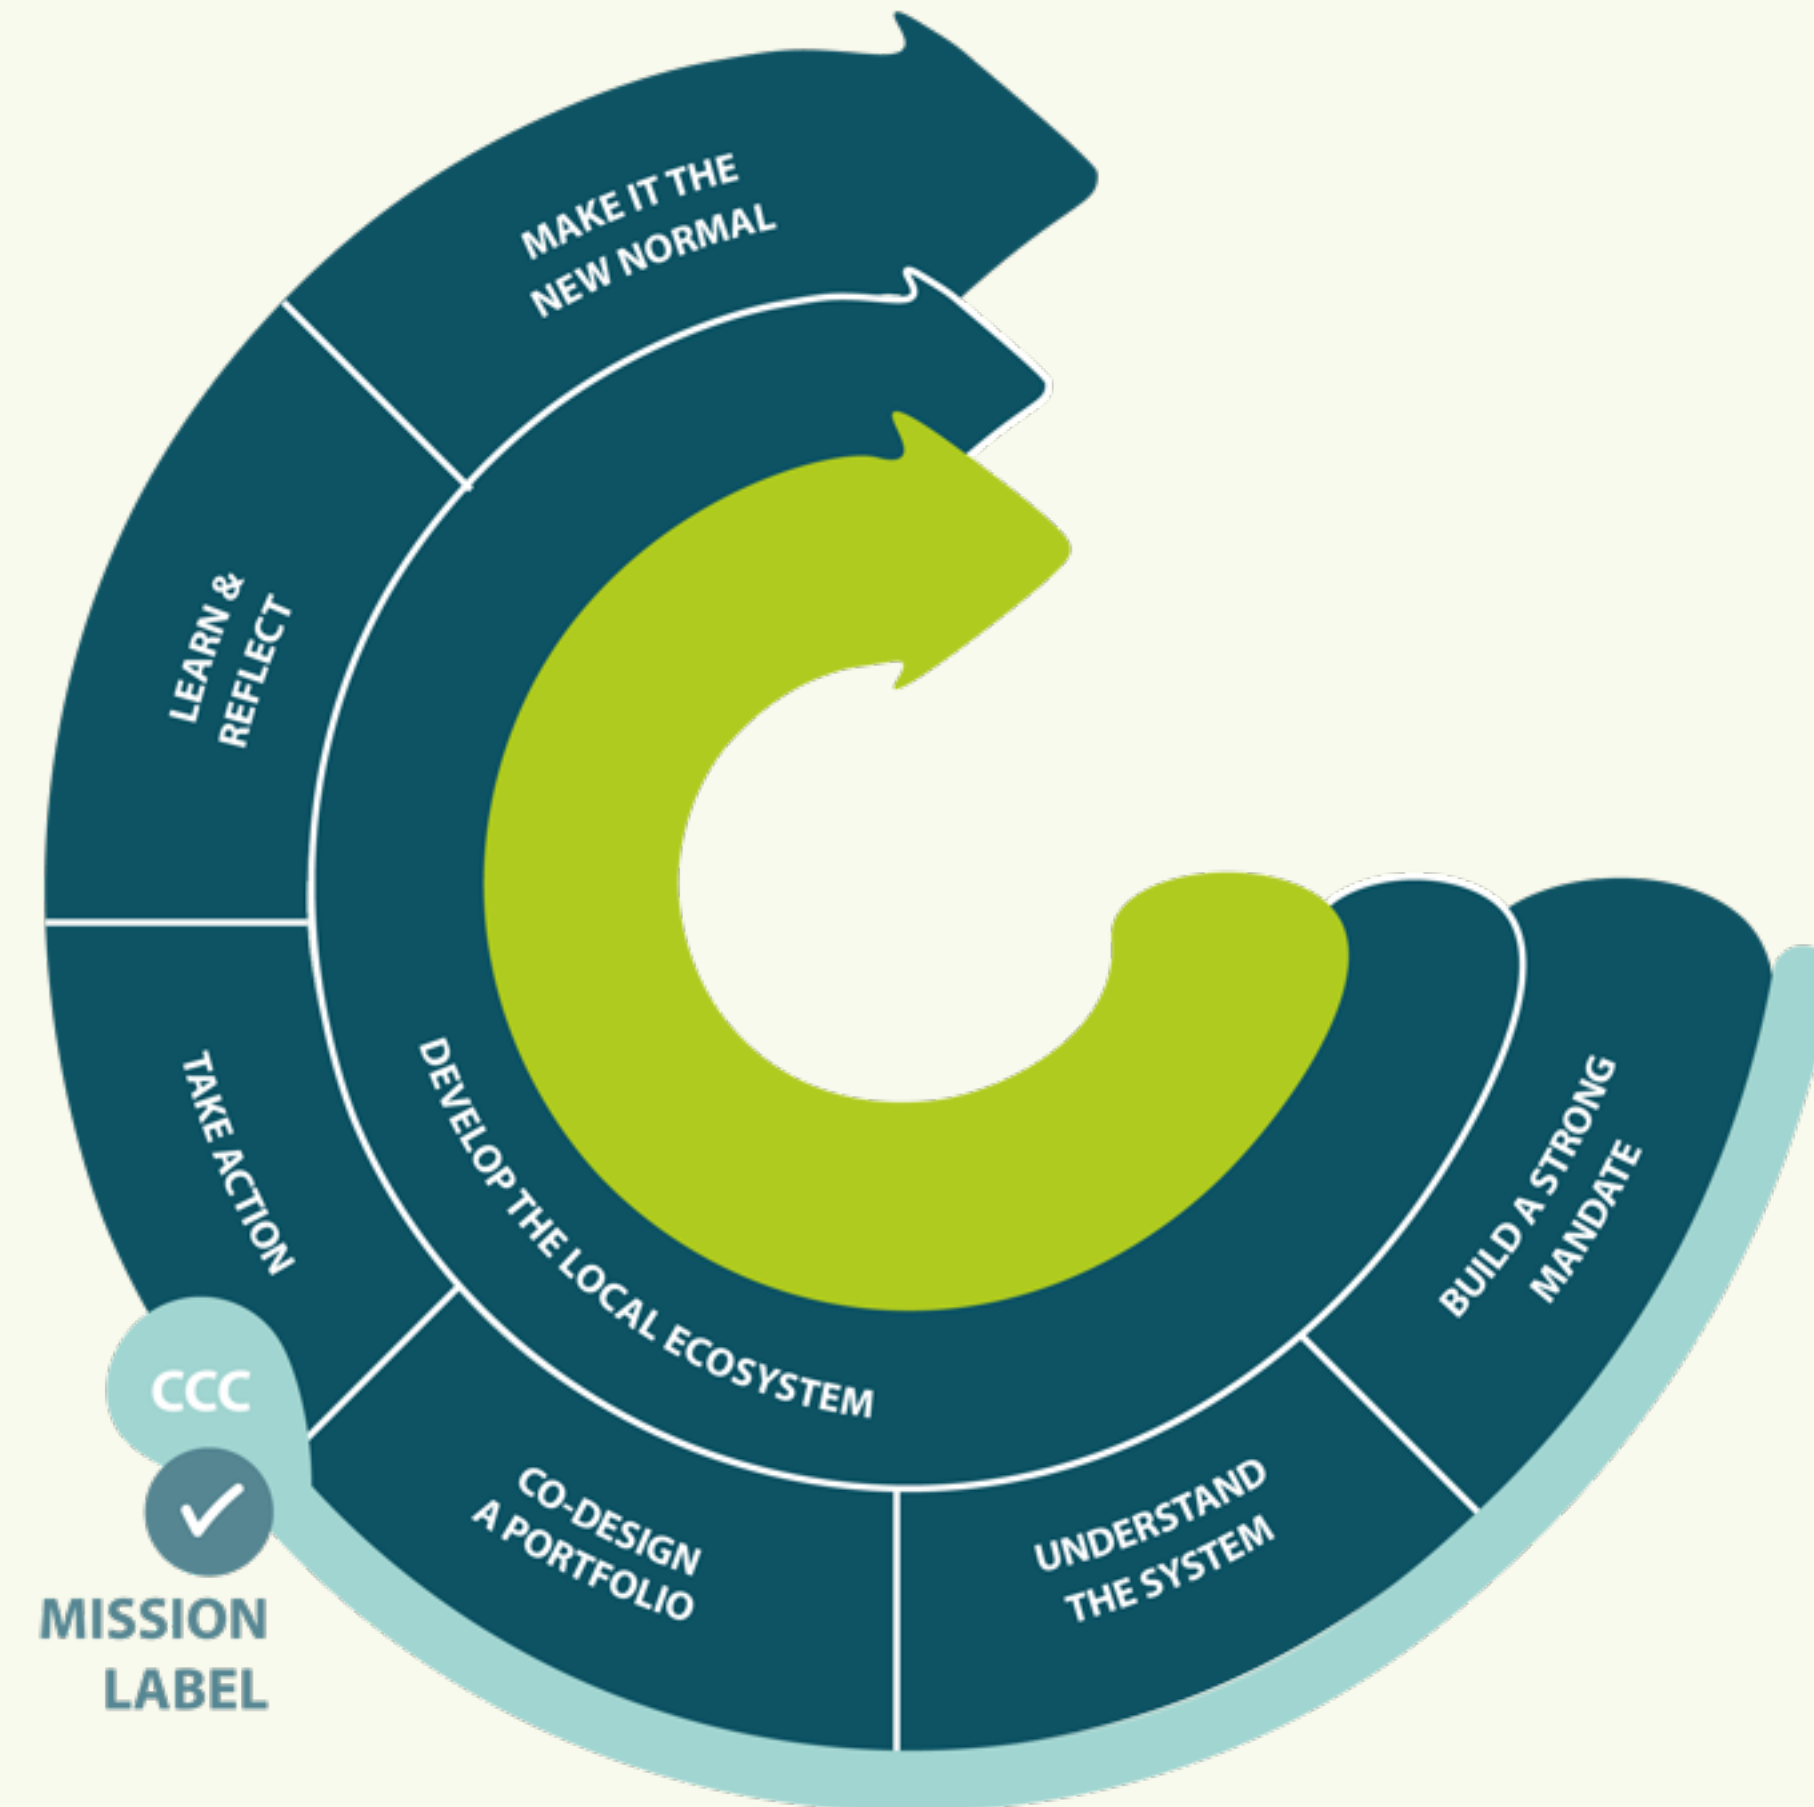 MAKE IT THE
NEW NORMAL
LEARN &
REFLECT
TAKE ACTION
DEVELOP THE LOCAL ECOSYSTEM
BUILD A STRONG
MANDATE
UNDERSTAND
THE SYSTEM
CO-DESIGN
A PORTFOLIO
CCC
MISSION
LABEL